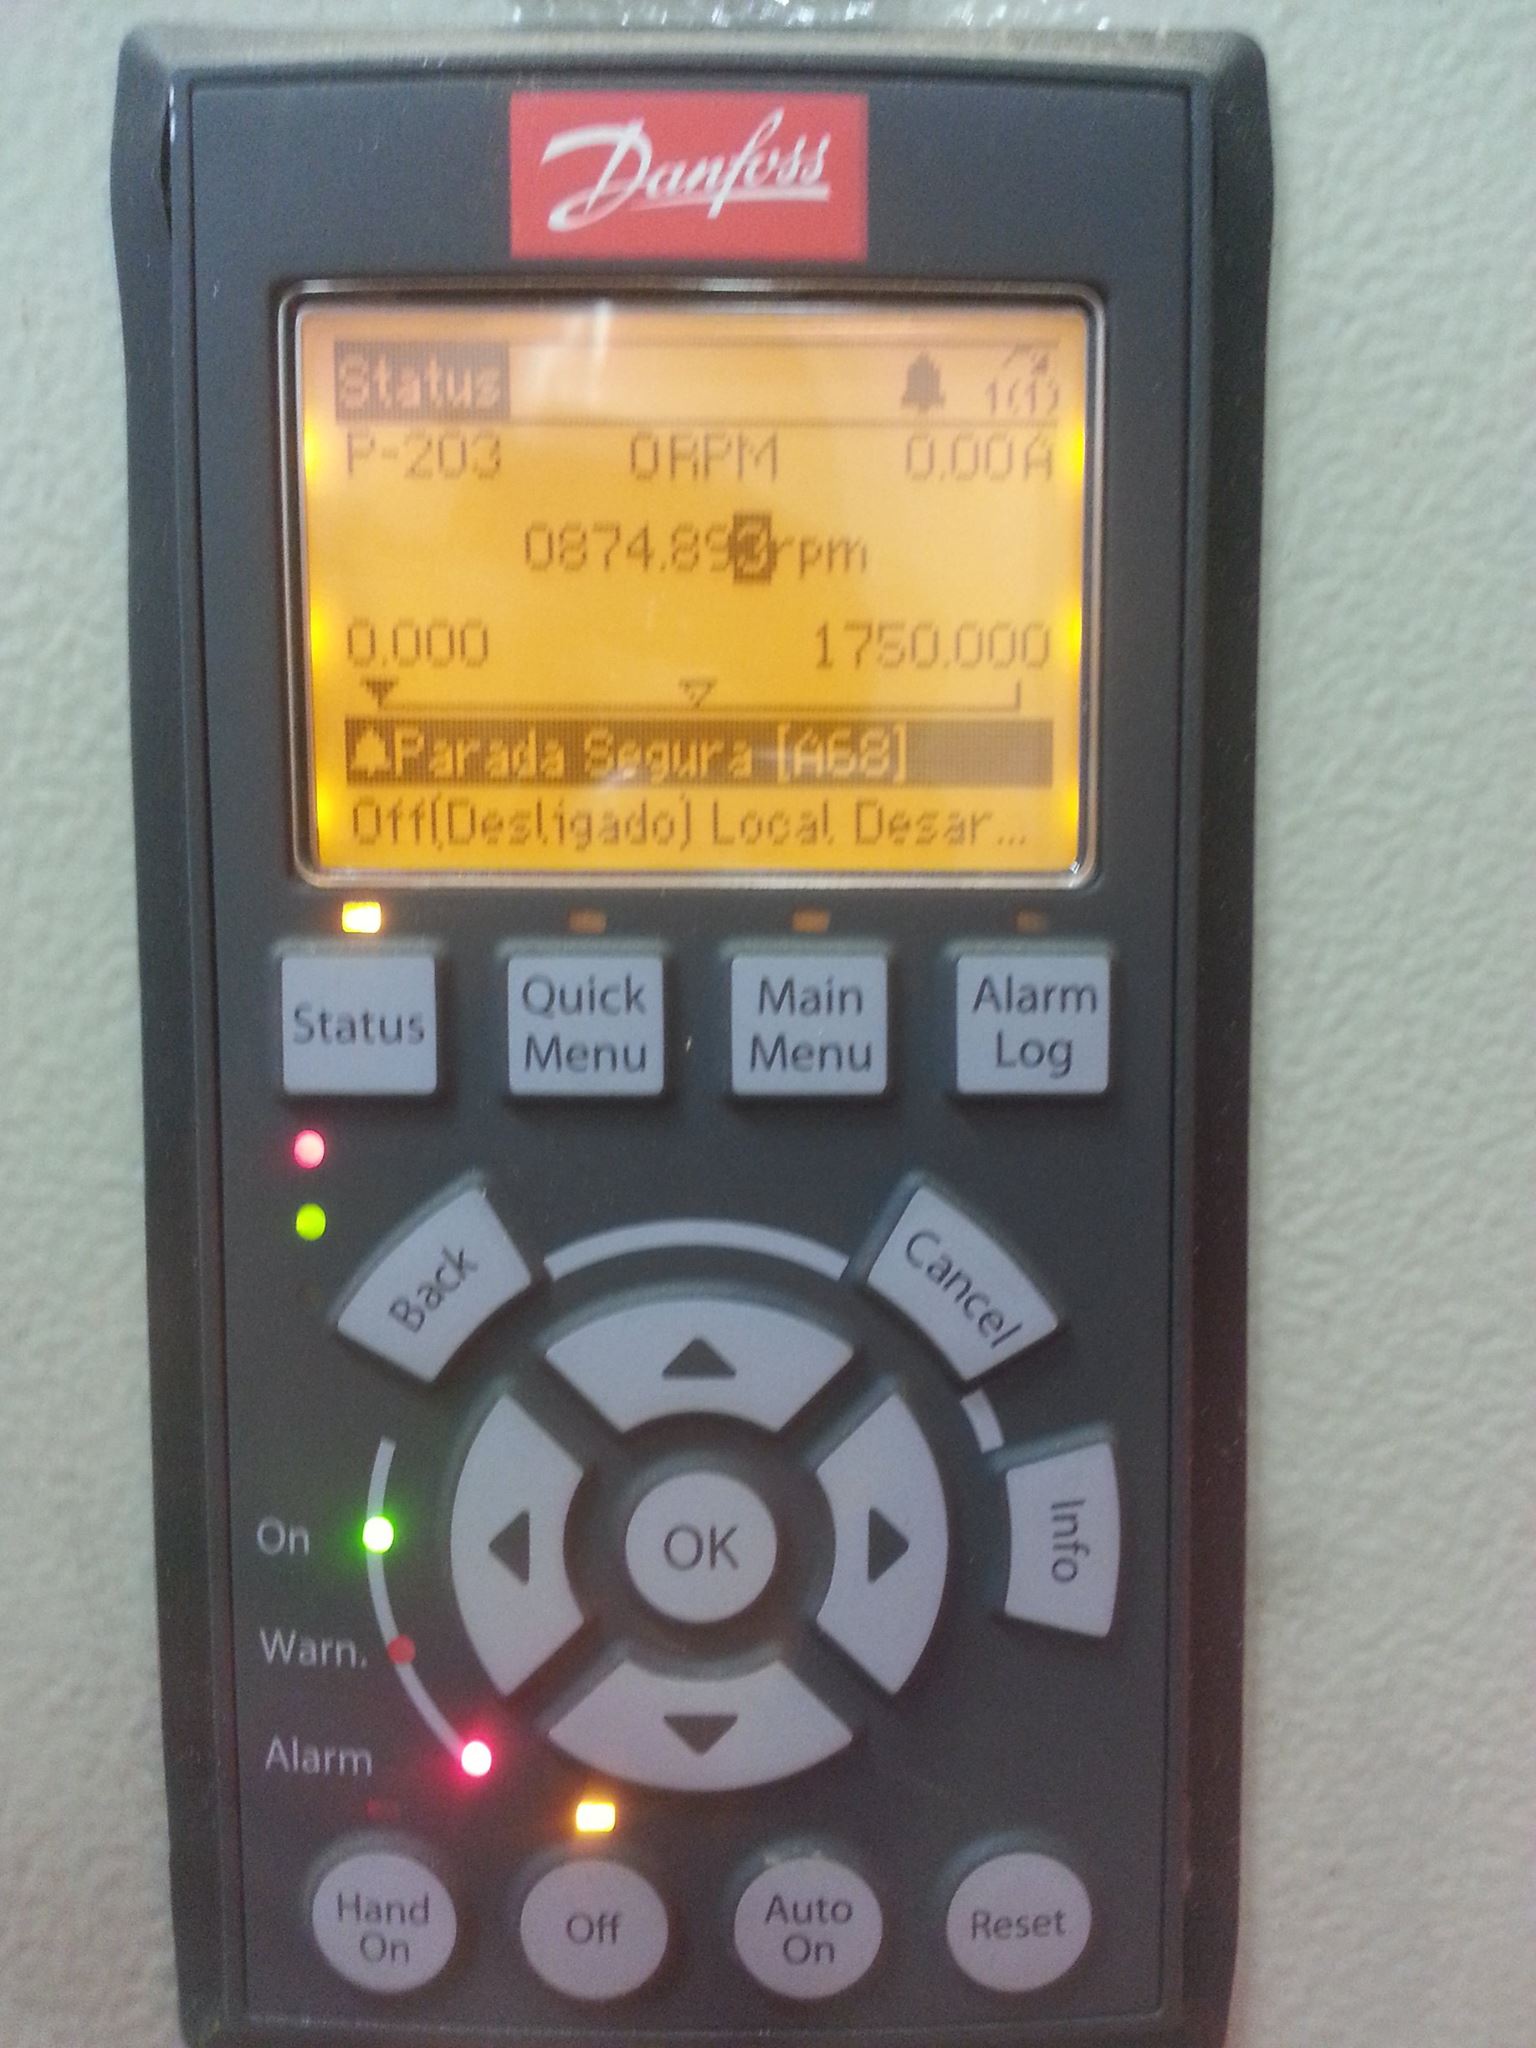 Danfoss
Status
1(1)
P-203 0RPM 0.00A
0874.890rpm
0.000 1750.000
Parada Segura [A68]
Off(Desligado) Local Desar...
Status Quick Menu Main Menu Alarm Log
Back
Cancel
Info
OK
On
Warn.
Alarm
Hand On Off Auto On Reset